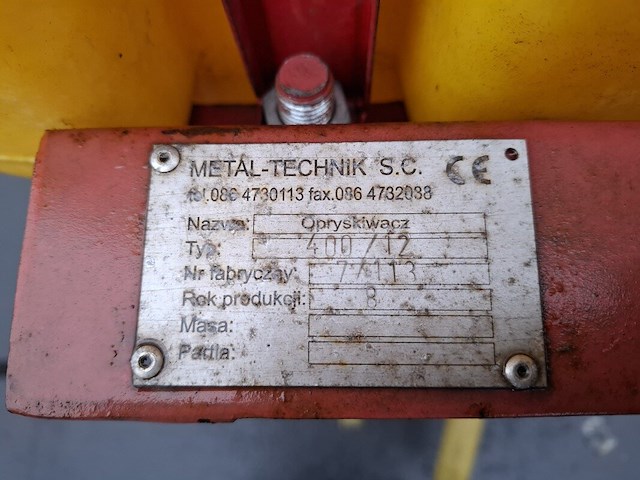 METAL-TECHNIK S.C. CE
tel.086 4730113 fax.086 4732038
Nazwa: Opryskiwacz
Typ: 400/12
Nr fabryczny: 7/113
Rok produkcji: 8
Masa:
Partia: